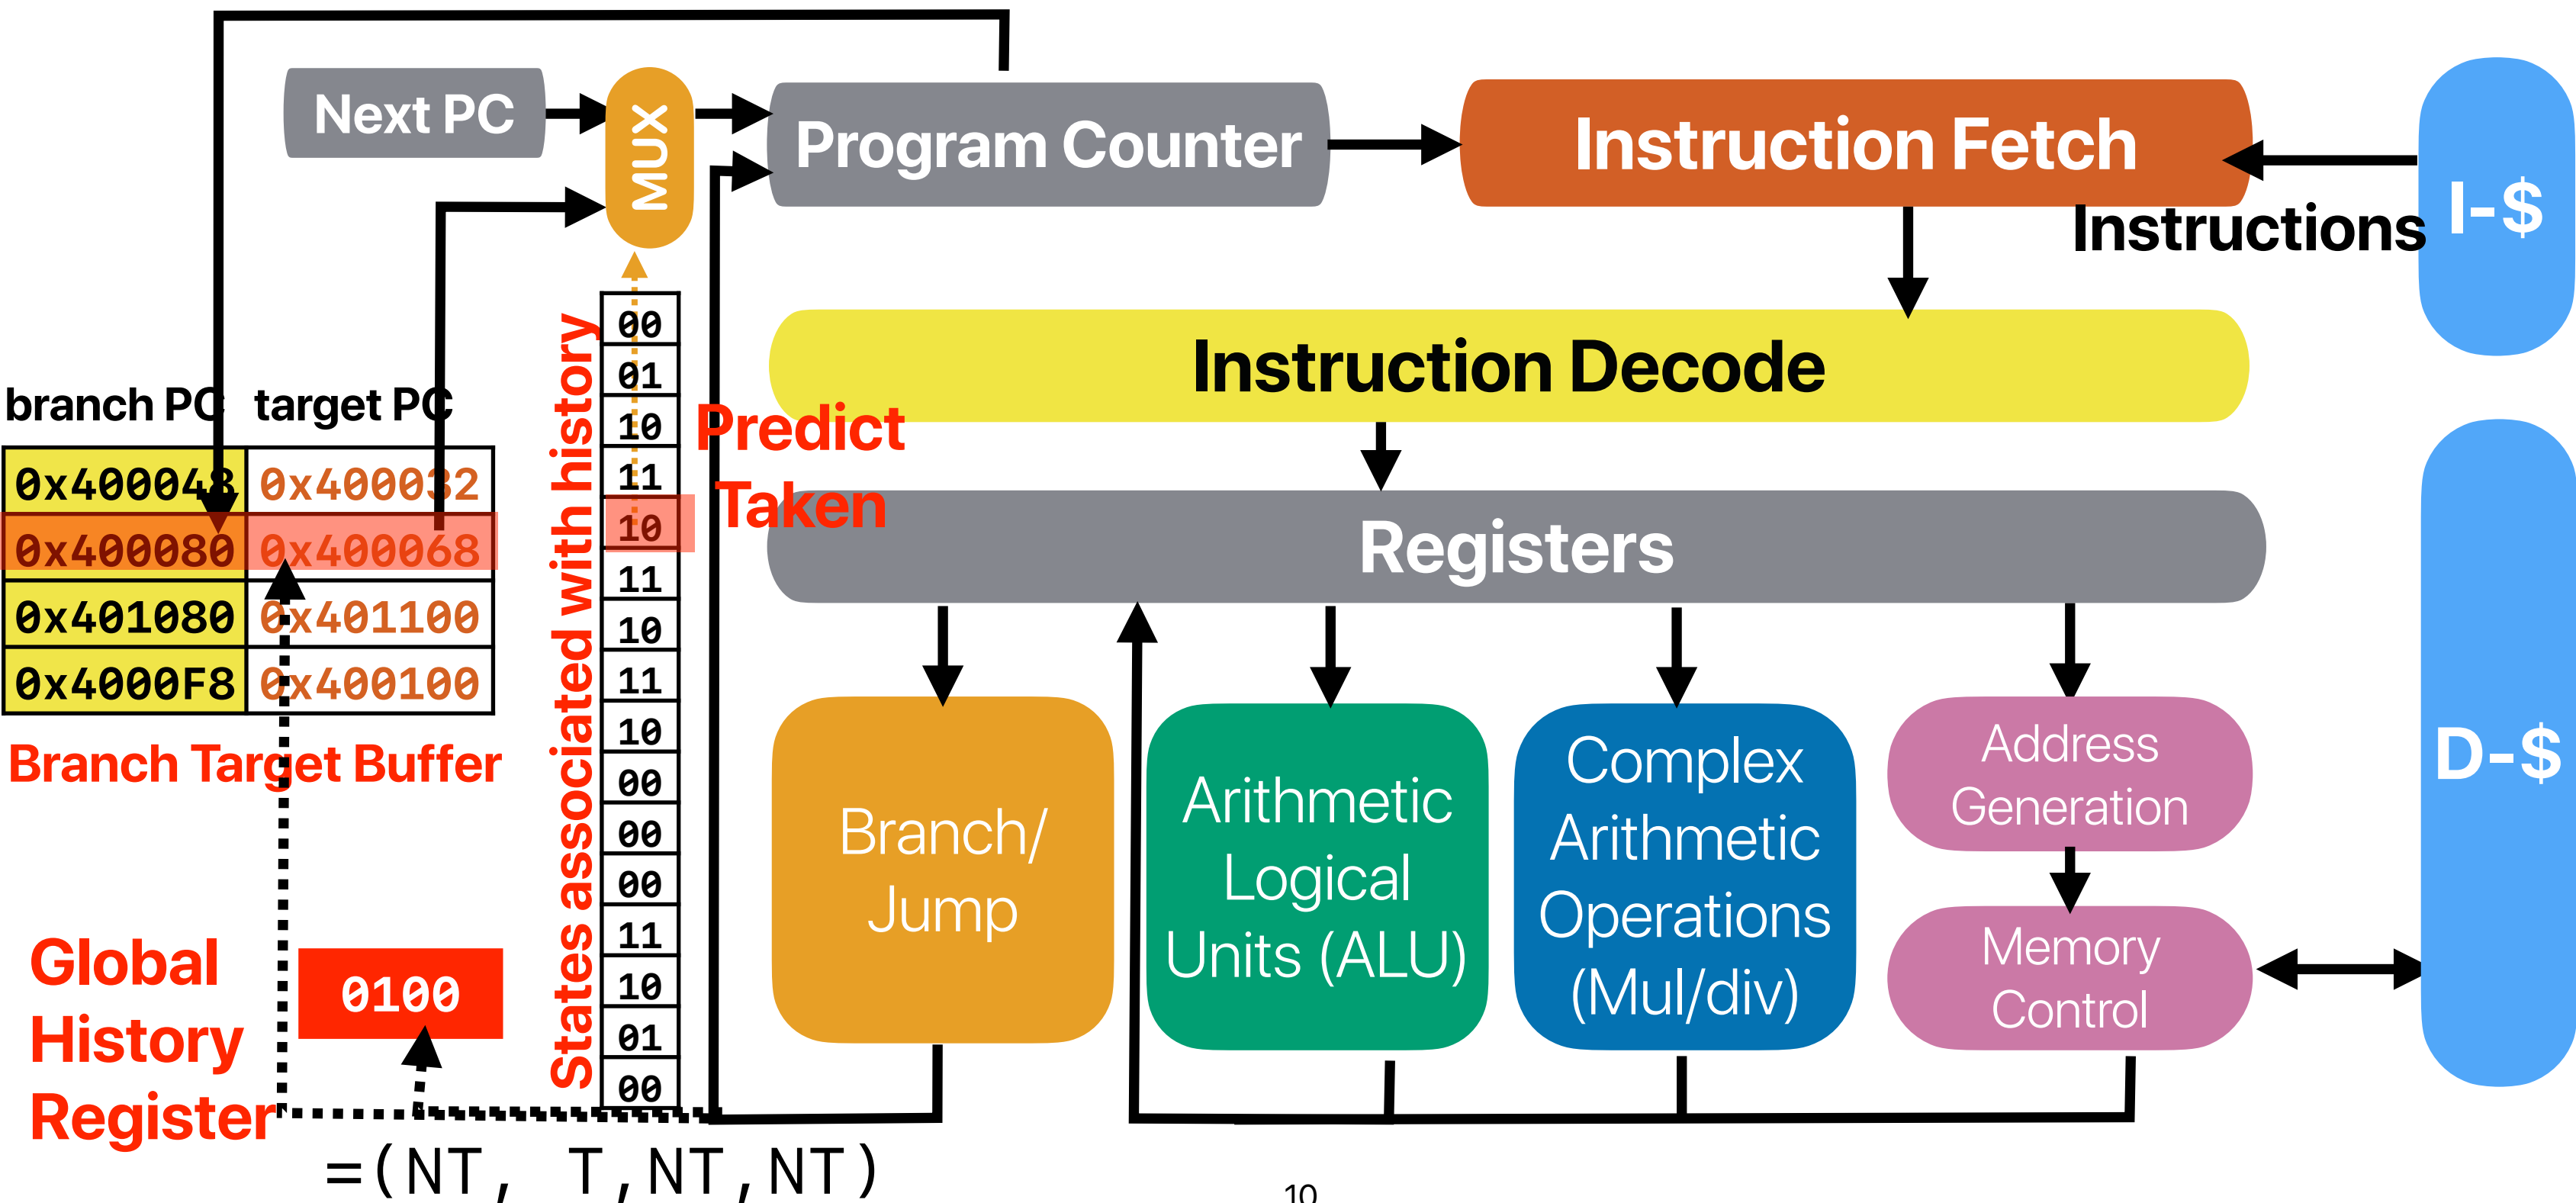 Next PC
MUX
Program Counter
Instruction Fetch
I-$
Instructions
Instruction Decode
branch PC target PC
0x400048 0x400032
0x400080 0x400068
0x401080 0x401100
0x4000F8 0x400100
Branch Target Buffer
States associated with history
00
01
10
11
10
11
10
11
10
00
00
00
11
10
01
00
Predict
Taken
Registers
Branch/
Jump
Arithmetic
Logical
Units (ALU)
Complex
Arithmetic
Operations
(Mul/div)
Address
Generation
Memory
Control
D-$
Global
History
Register
0100
=(NT, T,NT,NT)
10